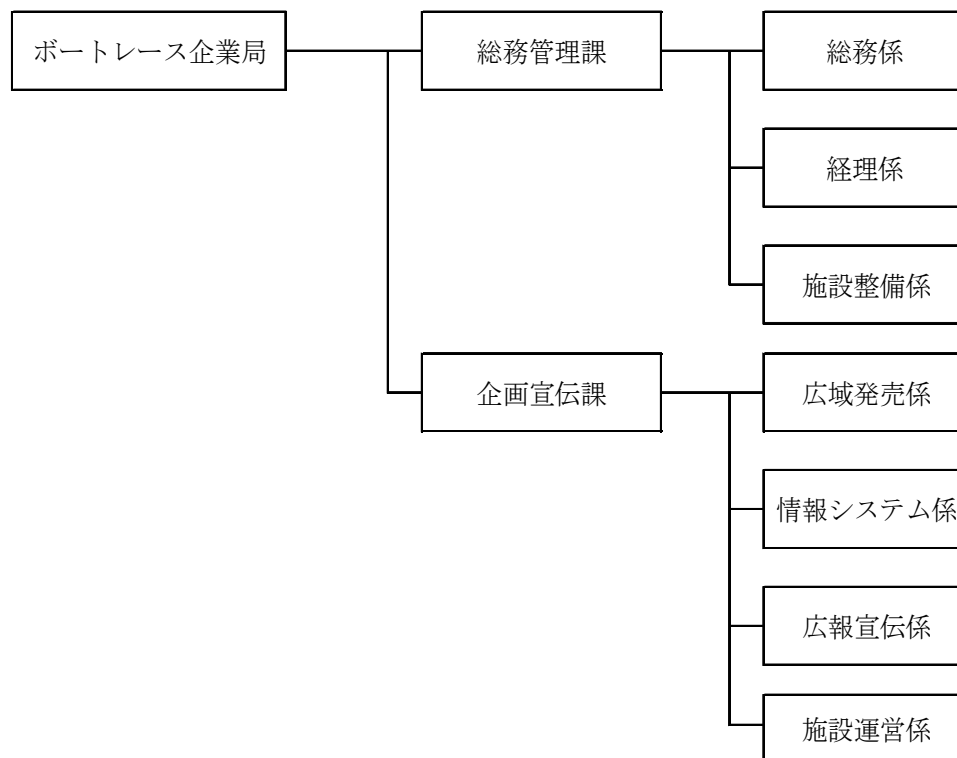 ボートレース企業局
総務管理課
総務係
経理係
施設整備係
企画宣伝課
広域発売係
情報システム係
広報宣伝係
施設運営係